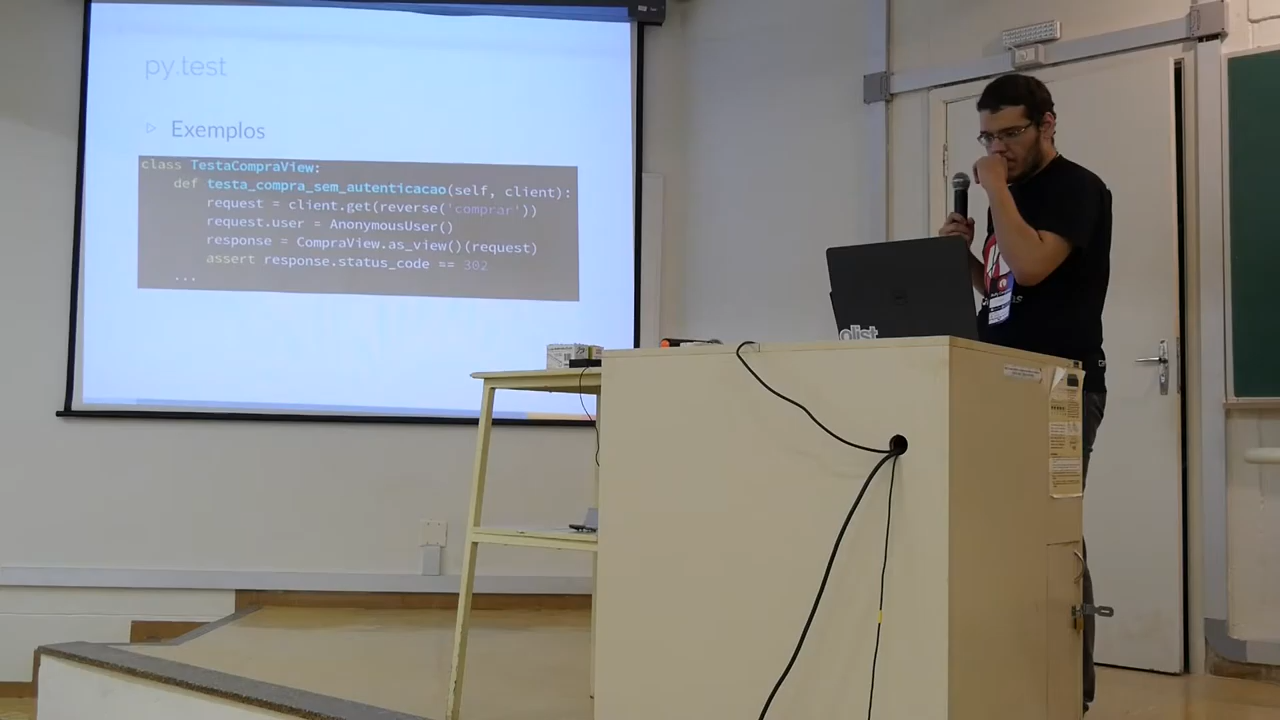 py.test
▷ Exemplos
class TestaCompraView:
def testa_compra_sem_autenticacao(self, client):
request = client.get(reverse('comprar'))
request.user = AnonymousUser()
response = CompraView.as_view()(request)
assert response.status_code == 302
...
olist